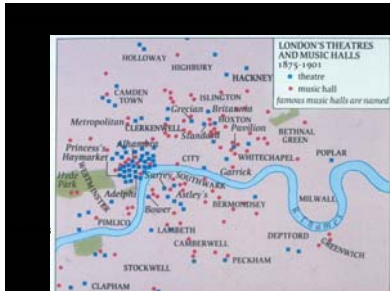 LONDON'S THEATRES
AND MUSIC HALLS
1875-1901
theatre
music hall
famous music halls are named
HOLLOWAY
HIGHBURY
HACKNEY
CAMDEN
TOWN
ISLINGTON
Grecian
Britannia
HOXTON
Metropolitan
CLERKENWELL
Standard
Pavilion
BETHNAL
GREEN
Princess's
Haymarket
Alhambra
CITY
WHITECHAPEL
POPLAR
Hyde
Park
WESTMINSTER
Surrey
SOUTHWARK
Garrick
Adelphi
Astley's
Bower
BERMONDSEY
MILLWALL
Thames
PIMLICO
LAMBETH
DEPTFORD
GREENWICH
CAMBERWELL
STOCKWELL
PECKHAM
CLAPHAM